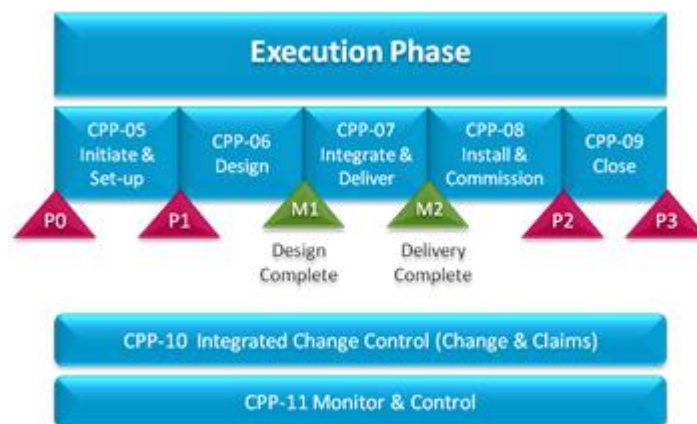 Execution Phase
CPP-05
Initiate &
Set-up
CPP-06
Design
CPP-07
Integrate &
Deliver
CPP-08
Install &
Commission
CPP-09
Close
P0
P1
M1
M2
P2
P3
Design
Complete
Delivery
Complete
CPP-10 Integrated Change Control (Change & Claims)
CPP-11 Monitor & Control